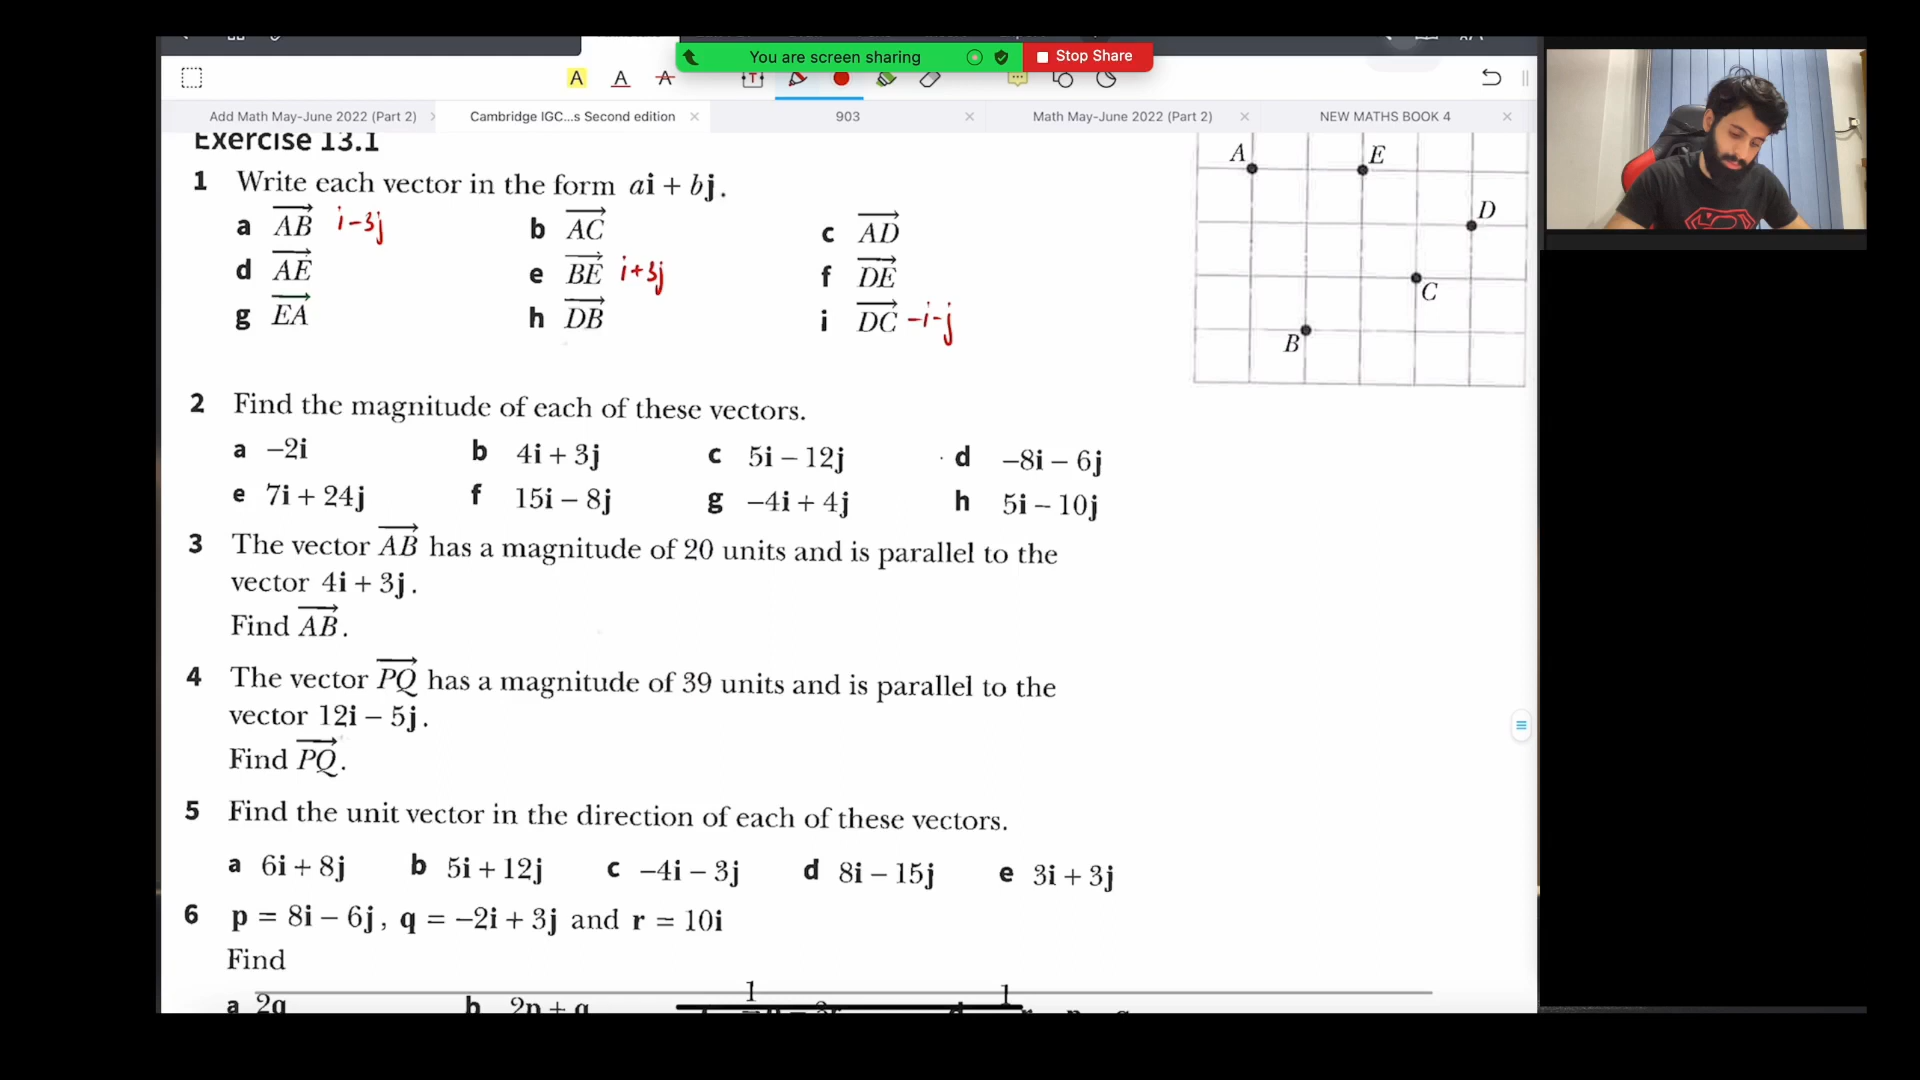 You are screen sharing
Stop Share
A A A T
Add Math May-June 2022 (Part 2)
Cambridge IGC...s Second edition
903
Math May-June 2022 (Part 2)
NEW MATHS BOOK 4
Exercise 13.1
1 Write each vector in the form ai + bj.
a AB i-3j b AC c AD
d AE e BE i+3j f DE
g EA h DB i DC -i-j
A E
D
C
B
2 Find the magnitude of each of these vectors.
a −2i b 4i + 3j c 5i − 12j d −8i − 6j
e 7i + 24j f 15i − 8j g −4i + 4j h 5i − 10j
3 The vector AB has a magnitude of 20 units and is parallel to the
vector 4i + 3j.
Find AB.
4 The vector PQ has a magnitude of 39 units and is parallel to the
vector 12i − 5j.
Find PQ.
5 Find the unit vector in the direction of each of these vectors.
a 6i + 8j b 5i + 12j c −4i − 3j d 8i − 15j e 3i + 3j
6 p = 8i − 6j, q = −2i + 3j and r = 10i
Find
a 2q b 2p + q